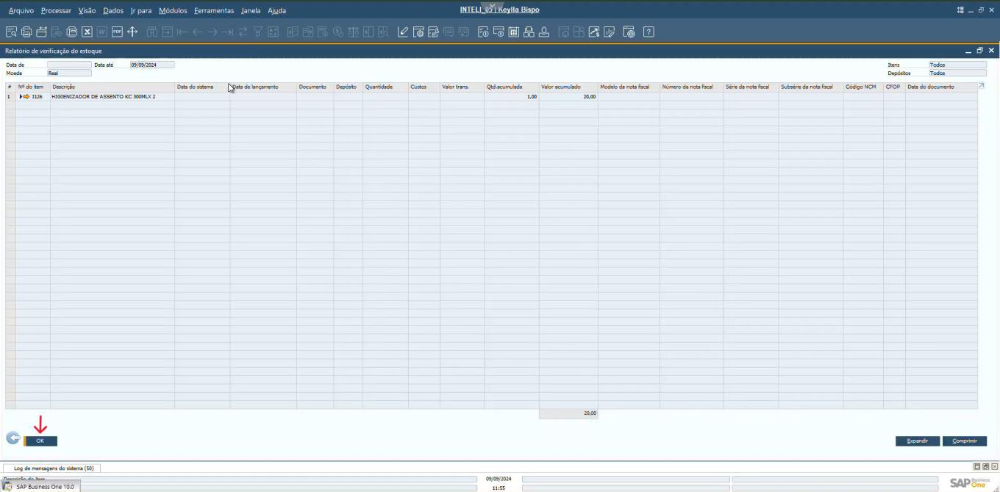 Arquivo Processar Visão Dados Ir para Módulos Ferramentas Janela Ajuda INTELI_05 | Keylla Bispo
Relatório de verificação do estoque
Data de Data até 09/09/2024 Itens Todos
Moeda Real Depósitos Todos
# Nº do item Descrição Data do sistema Data de lançamento Documento Depósito Quantidade Custos Valor trans. Qtd.acumulada Valor acumulado Modelo da nota fiscal Número da nota fiscal Série da nota fiscal Subsérie da nota fiscal Código NCM CFOP Data do documento
1 I126 HIGIENIZADOR DE ASSENTO KC 300MLX 2 1,00 20,00
20,00
OK Expandir Comprimir
Log de mensagens do sistema (50)
Descrição do item 09/09/2024
SAP Business One 10.0 11:55
SAP Business One